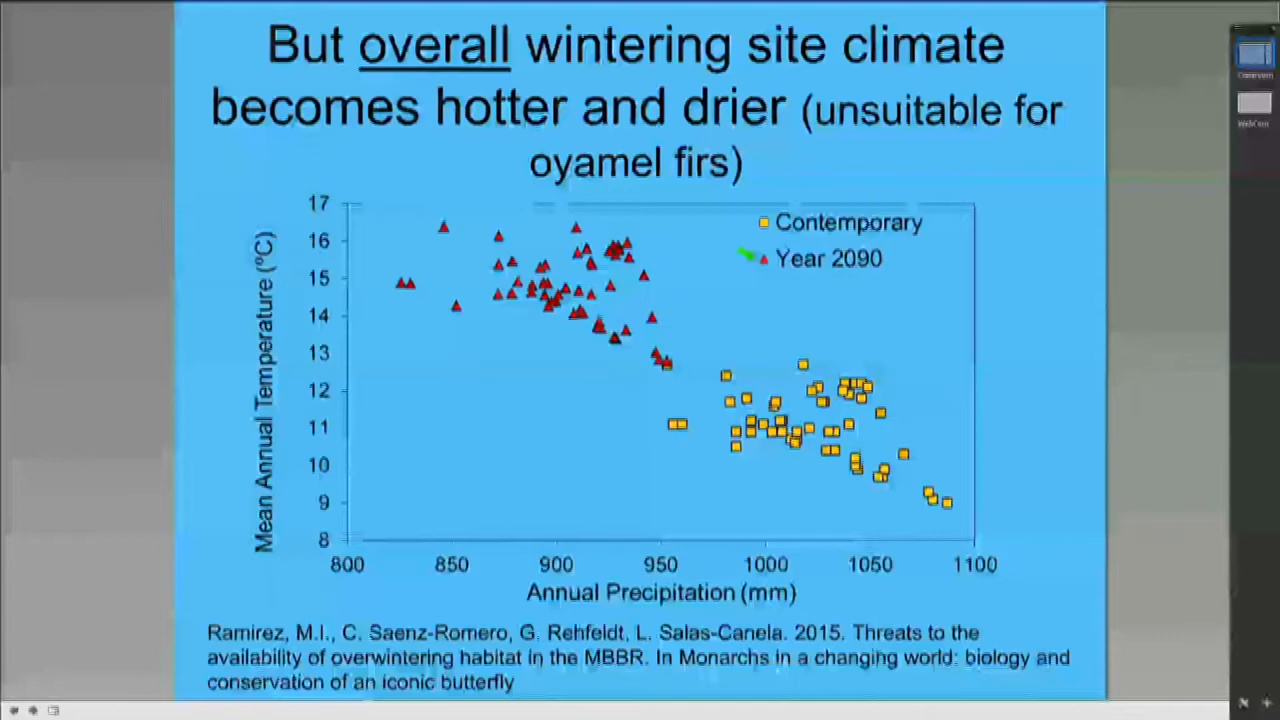 But overall wintering site climate
becomes hotter and drier (unsuitable for
oyamel firs)
17
16
15
14
13
12
11
10
9
8
Mean Annual Temperature (ºC)
Contemporary
Year 2090
800 850 900 950 1000 1050 1100
Annual Precipitation (mm)
Ramirez, M.I., C. Saenz-Romero, G. Rehfeldt, L. Salas-Canela. 2015. Threats to the
availability of overwintering habitat in the MBBR. In Monarchs in a changing world: biology and
conservation of an iconic butterfly